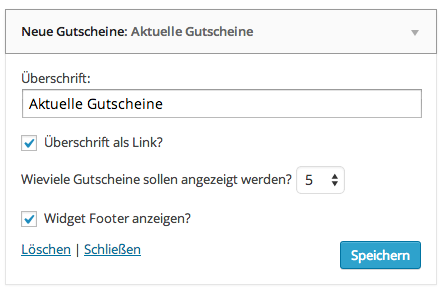 Neue Gutscheine: Aktuelle Gutscheine
Überschrift:
Aktuelle Gutscheine
Überschrift als Link?
Wieviele Gutscheine sollen angezeigt werden? 5
Widget Footer anzeigen?
Löschen | Schließen Speichern